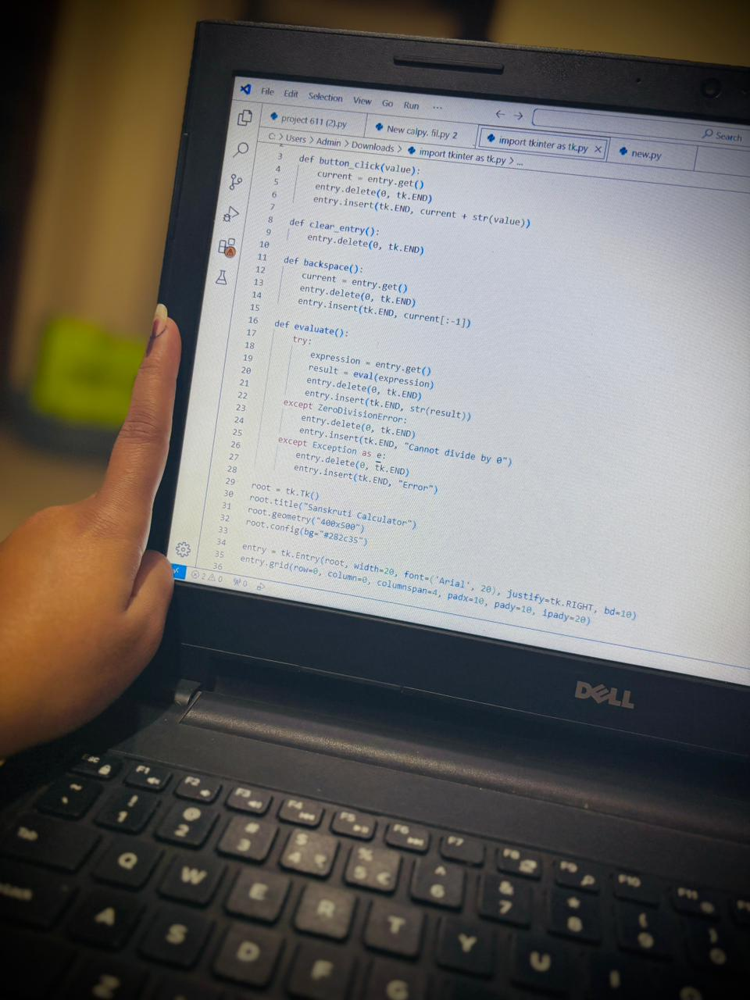 File Edit Selection View Go Run ...
← → Search
project 611 (2).py New calpy. fil.py 2 import tkinter as tk.py × new.py
C: > Users > Admin > Downloads > import tkinter as tk.py > ...
3 def button_click(value):
4 current = entry.get()
5 entry.delete(0, tk.END)
6 entry.insert(tk.END, current + str(value))
7
8 def clear_entry():
9 entry.delete(0, tk.END)
10
11 def backspace():
12 current = entry.get()
13 entry.delete(0, tk.END)
14 entry.insert(tk.END, current[:-1])
15
16 def evaluate():
17 try:
18 expression = entry.get()
19 result = eval(expression)
20 entry.delete(0, tk.END)
21 entry.insert(tk.END, str(result))
22 except ZeroDivisionError:
23 entry.delete(0, tk.END)
24 entry.insert(tk.END, "Cannot divide by 0")
25 except Exception as e:
26 entry.delete(0, tk.END)
27 entry.insert(tk.END, "Error")
28
29 root = tk.Tk()
30 root.title("Sanskruti Calculator")
31 root.geometry("400x500")
32 root.config(bg="#282c35")
33
34 entry = tk.Entry(root, width=20, font=('Arial', 20), justify=tk.RIGHT, bd=10)
35 entry.grid(row=0, column=0, columnspan=4, padx=10, pady=10, ipady=20)
36
2 0 0
DELL
F1 F2 F3 F4 F5 F6 F7 F8 F9 F10 F11
~ ! @ # $ % ^ & * (
` 1 2 3 4 ₹ 5 € 6 7 8 9 0
Tab Q W E R T Y U I
A S D F G
Z